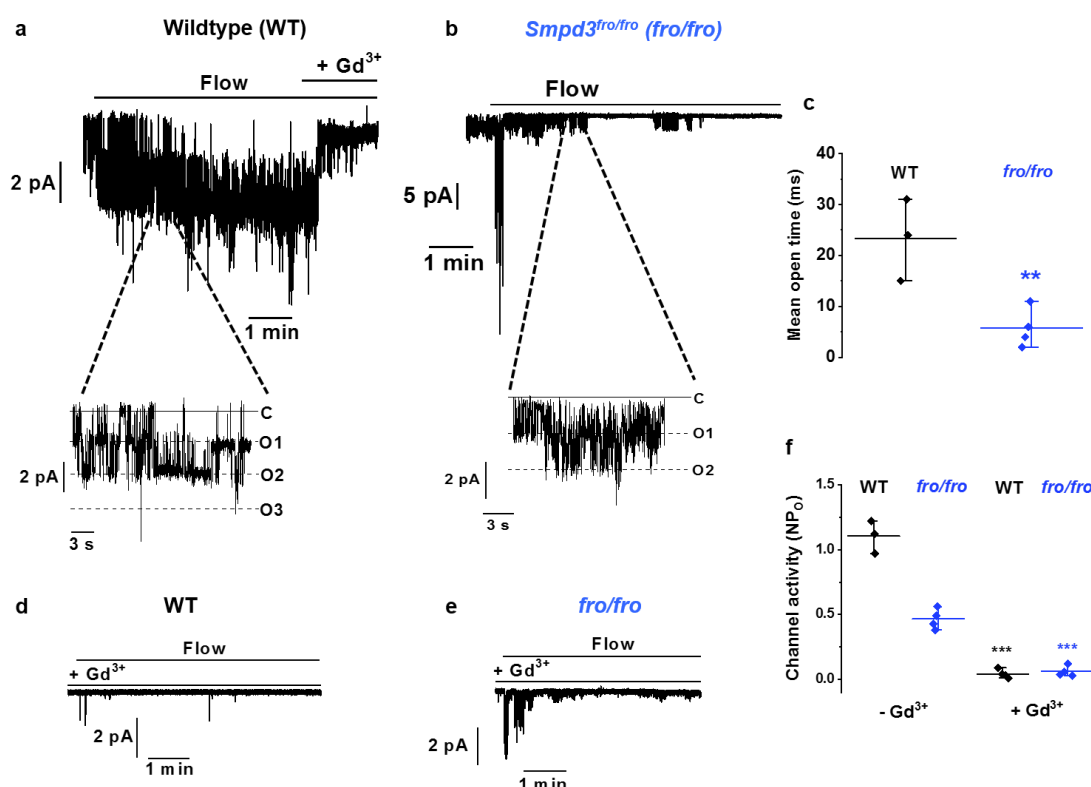 a
Wildtype (WT)
+ Gd³⁺
Flow
2 pA
1 min
C
O1
O2
O3
2 pA
3 s
b
Smpd3^fro/fro (fro/fro)
Flow
5 pA
1 min
C
O1
O2
2 pA
3 s
c
Mean open time (ms)
40
30
20
10
0
WT
fro/fro
**
d
WT
Flow
+ Gd³⁺
2 pA
1 min
e
fro/fro
Flow
+ Gd³⁺
2 pA
1 min
f
Channel activity (NP_O)
1.5
1.0
0.5
0.0
WT
fro/fro
WT
fro/fro
***
***
- Gd³⁺
+ Gd³⁺